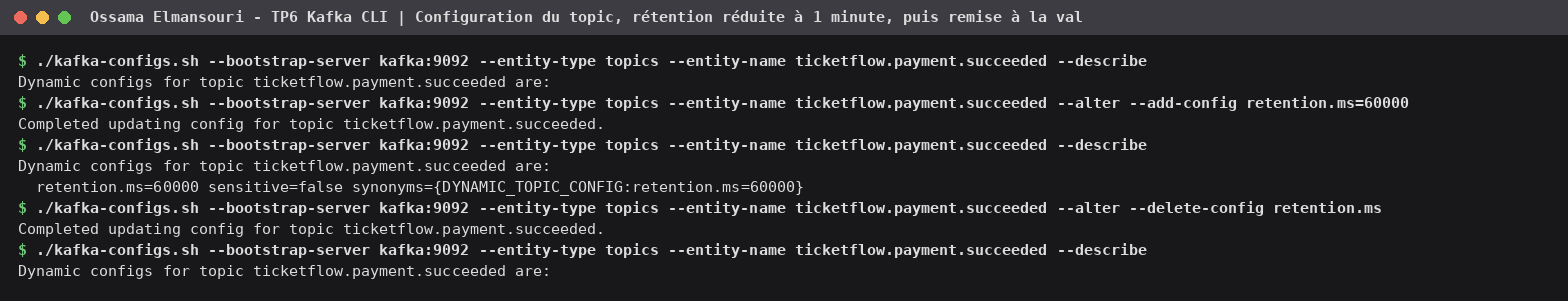 Ossama Elmansouri - TP6 Kafka CLI | Configuration du topic, rétention réduite à 1 minute, puis remise à la val
$ ./kafka-configs.sh --bootstrap-server kafka:9092 --entity-type topics --entity-name ticketflow.payment.succeeded --describe
Dynamic configs for topic ticketflow.payment.succeeded are:
$ ./kafka-configs.sh --bootstrap-server kafka:9092 --entity-type topics --entity-name ticketflow.payment.succeeded --alter --add-config retention.ms=60000
Completed updating config for topic ticketflow.payment.succeeded.
$ ./kafka-configs.sh --bootstrap-server kafka:9092 --entity-type topics --entity-name ticketflow.payment.succeeded --describe
Dynamic configs for topic ticketflow.payment.succeeded are:
  retention.ms=60000 sensitive=false synonyms={DYNAMIC_TOPIC_CONFIG:retention.ms=60000}
$ ./kafka-configs.sh --bootstrap-server kafka:9092 --entity-type topics --entity-name ticketflow.payment.succeeded --alter --delete-config retention.ms
Completed updating config for topic ticketflow.payment.succeeded.
$ ./kafka-configs.sh --bootstrap-server kafka:9092 --entity-type topics --entity-name ticketflow.payment.succeeded --describe
Dynamic configs for topic ticketflow.payment.succeeded are: